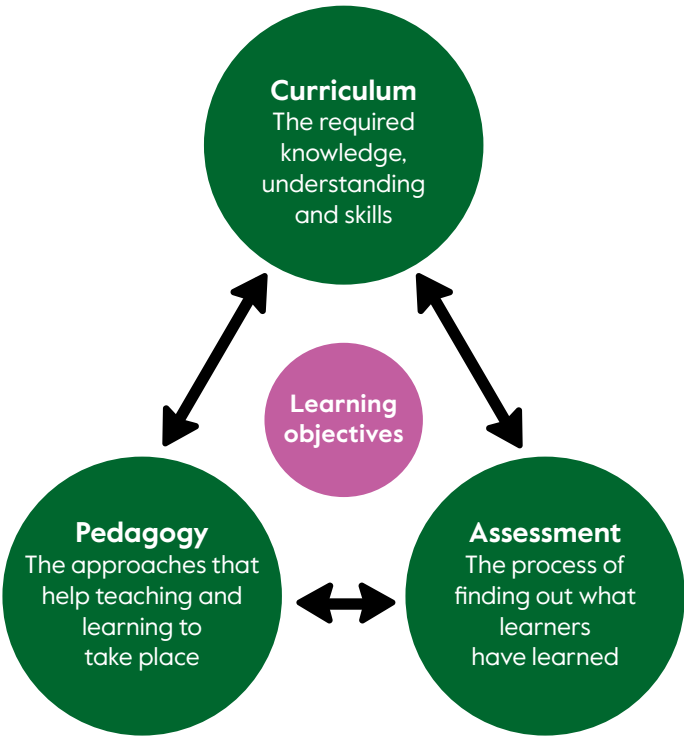 Curriculum
The required
knowledge,
understanding
and skills
Learning
objectives
Pedagogy
The approaches that
help teaching and
learning to
take place
Assessment
The process of
finding out what
learners
have learned